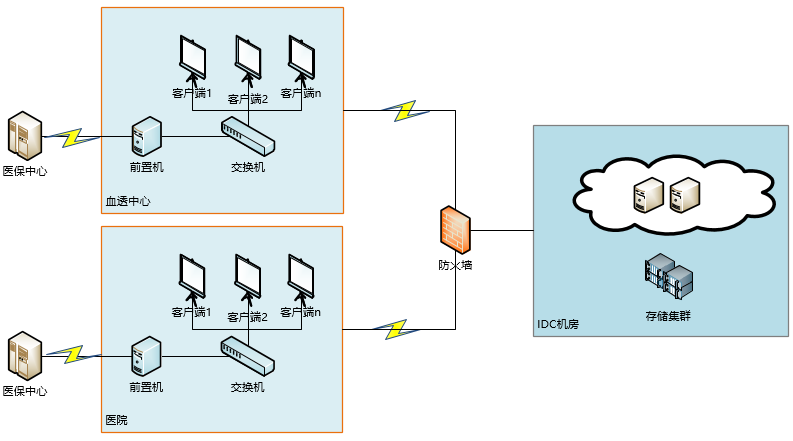 客户端1
客户端2
客户端n
医保中心
前置机
交换机
血透中心
防火墙
客户端1
客户端2
客户端n
存储集群
IDC机房
医保中心
前置机
交换机
医院